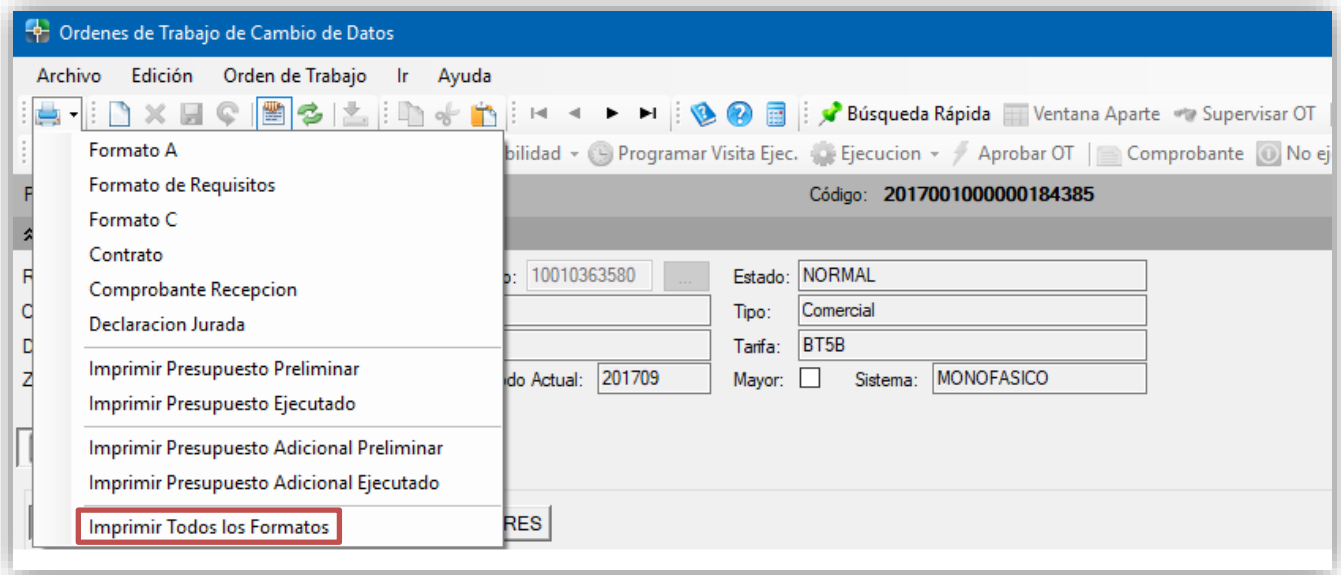 Ordenes de Trabajo de Cambio de Datos
Archivo Edición Orden de Trabajo Ir Ayuda
Búsqueda Rápida Ventana Aparte Supervisar OT
bilidad Programar Visita Ejec. Ejecucion Aprobar OT Comprobante No ej
Código: 2017001000000184385
10010363580 ... Estado: NORMAL
Tipo: Comercial
Tarifa: BT5B
do Actual: 201709 Mayor: Sistema: MONOFASICO
RES
Formato A
Formato de Requisitos
Formato C
Contrato
Comprobante Recepcion
Declaracion Jurada
Imprimir Presupuesto Preliminar
Imprimir Presupuesto Ejecutado
Imprimir Presupuesto Adicional Preliminar
Imprimir Presupuesto Adicional Ejecutado
Imprimir Todos los Formatos